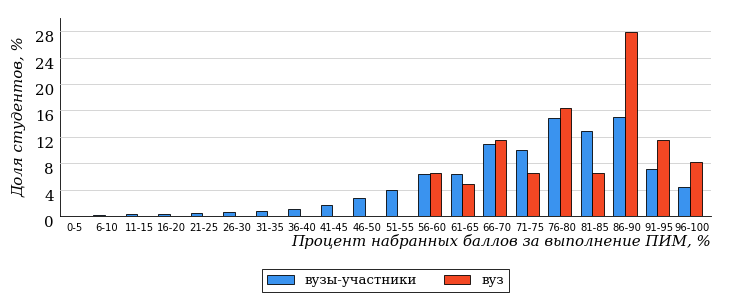 Доля студентов, %
28
24
20
16
12
8
4
0
0-5 6-10 11-15 16-20 21-25 26-30 31-35 36-40 41-45 46-50 51-55 56-60 61-65 66-70 71-75 76-80 81-85 86-90 91-95 96-100
Процент набранных баллов за выполнение ПИМ, %
вузы-участники вуз